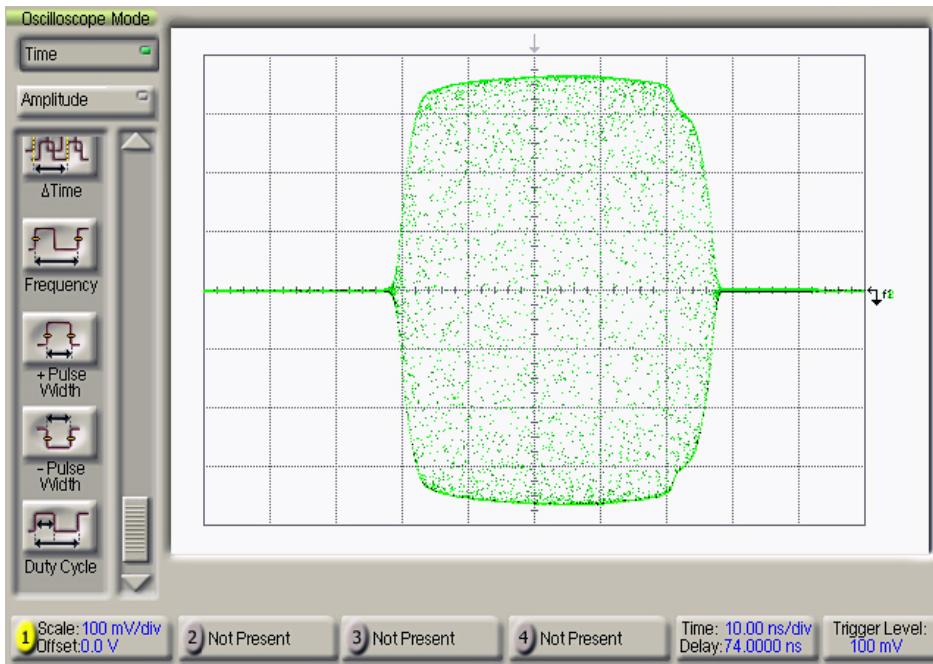 Oscilloscope Mode
Time
Amplitude
ΔTime
Frequency
+ Pulse
Width
- Pulse
Width
Duty Cycle
1 Scale: 100 mV/div
Offset:0.0 V
2 Not Present
3 Not Present
4 Not Present
Time: 10.00 ns/div
Delay:74.0000 ns
Trigger Level:
100 mV